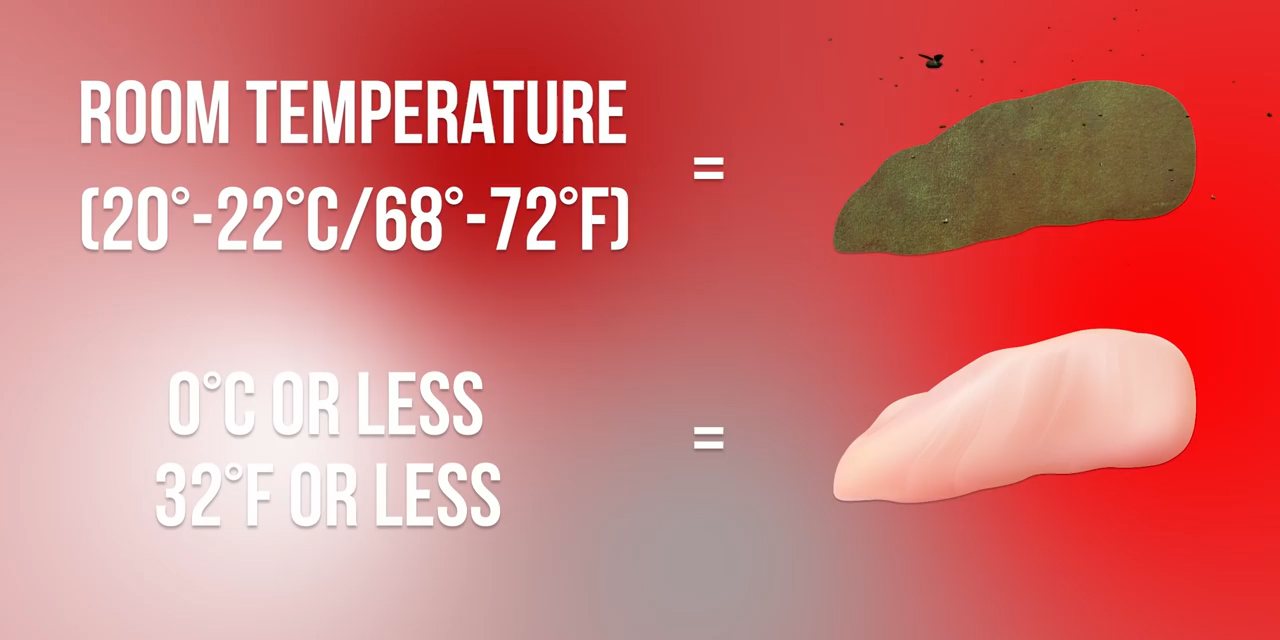 ROOM TEMPERATURE
(20°-22°C/68°-72°F)
=
0°C OR LESS
32°F OR LESS
=